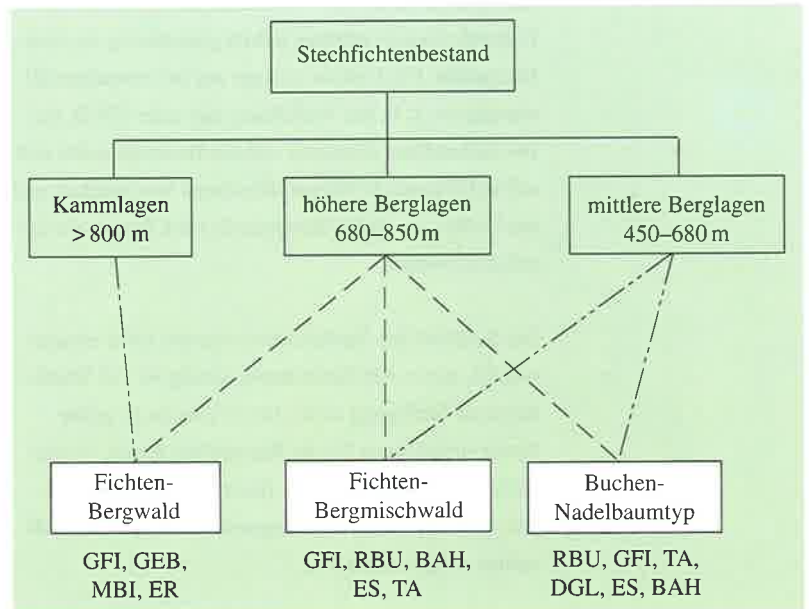 Stechfichtenbestand
Kammlagen
> 800 m
höhere Berglagen
680–850 m
mittlere Berglagen
450–680 m
Fichten-
Bergwald
Fichten-
Bergmischwald
Buchen-
Nadelbaumtyp
GFI, GEB,
MBI, ER
GFI, RBU, BAH,
ES, TA
RBU, GFI, TA,
DGL, ES, BAH